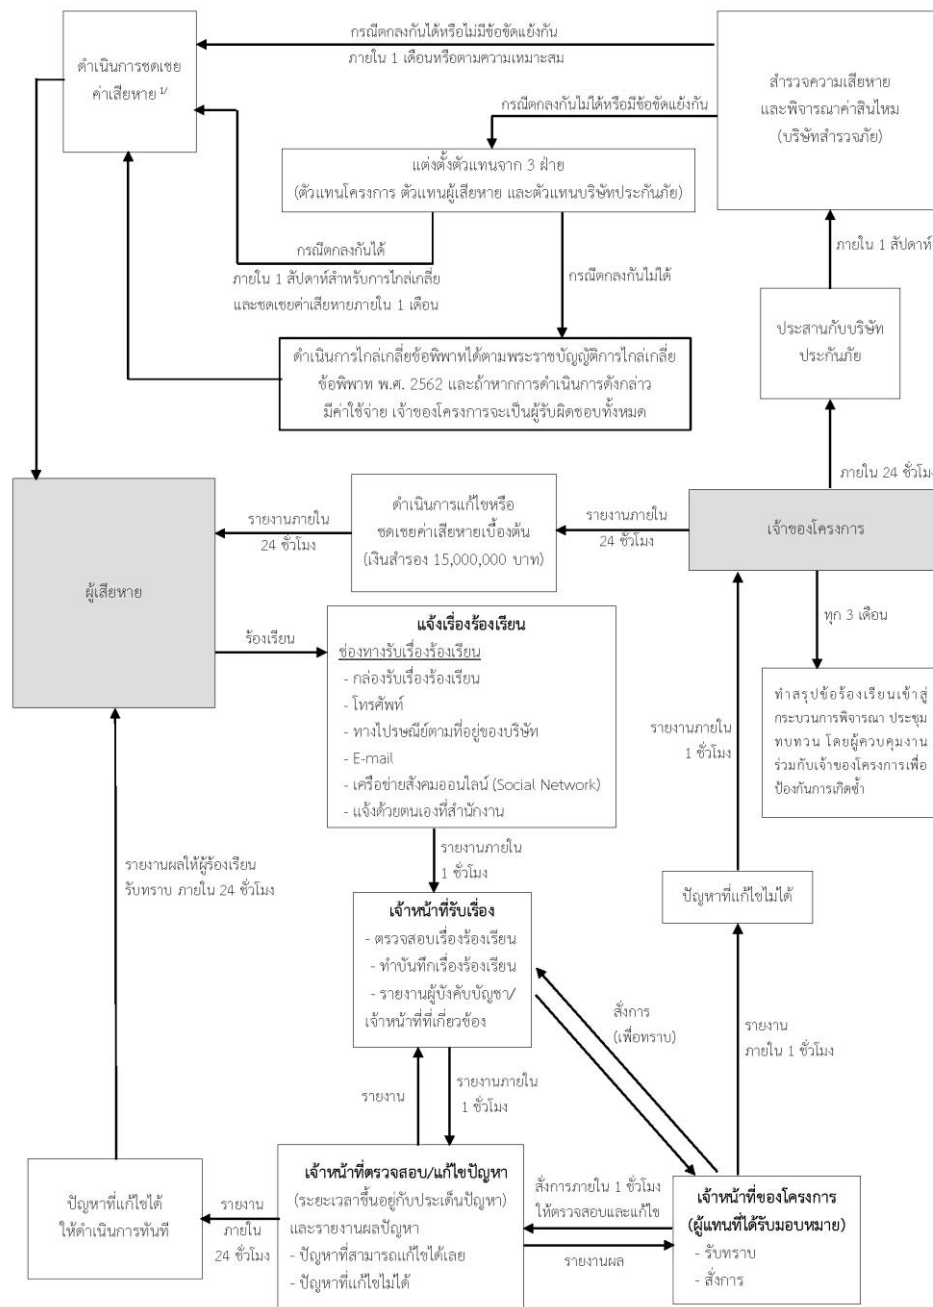 กรณีตกลงกันได้หรือไม่มีข้อขัดแย้งกัน
ภายใน 1 เดือนหรือตามความเหมาะสม
ดำเนินการชดเชย
ค่าเสียหาย 1/
สำรวจความเสียหาย
และพิจารณาค่าสินไหม
(บริษัทสำรวจภัย)
กรณีตกลงกันไม่ได้หรือมีข้อขัดแย้งกัน
แต่งตั้งตัวแทนจาก 3 ฝ่าย
(ตัวแทนโครงการ ตัวแทนผู้เสียหาย และตัวแทนบริษัทประกันภัย)
ภายใน 1 สัปดาห์
กรณีตกลงกันได้
ภายใน 1 สัปดาห์สำหรับการไกล่เกลี่ย
และชดเชยค่าเสียหายภายใน 1 เดือน
กรณีตกลงกันไม่ได้
ประสานกับบริษัท
ประกันภัย
ดำเนินการไกล่เกลี่ยข้อพิพาทได้ตามพระราชบัญญัติการไกล่เกลี่ย
ข้อพิพาท พ.ศ. 2562 และถ้าหากการดำเนินการดังกล่าว
มีค่าใช้จ่าย เจ้าของโครงการจะเป็นผู้รับผิดชอบทั้งหมด
ภายใน 24 ชั่วโมง
ผู้เสียหาย
รายงานภายใน
24 ชั่วโมง
ดำเนินการแก้ไขหรือ
ชดเชยค่าเสียหายเบื้องต้น
(เงินสำรอง 15,000,000 บาท)
รายงานภายใน
24 ชั่วโมง
เจ้าของโครงการ
ทุก 3 เดือน
ร้องเรียน
แจ้งเรื่องร้องเรียน
ช่องทางรับเรื่องร้องเรียน
- กล่องรับเรื่องร้องเรียน
- โทรศัพท์
- ทางไปรษณีย์ตามที่อยู่ของบริษัท
- E-mail
- เครือข่ายสังคมออนไลน์ (Social Network)
- แจ้งด้วยตนเองที่สำนักงาน
รายงานภายใน
1 ชั่วโมง
ทำสรุปข้อร้องเรียนเข้าสู่
กระบวนการพิจารณา ประชุม
ทบทวน โดยผู้ควบคุมงาน
ร่วมกับเจ้าของโครงการเพื่อ
ป้องกันการเกิดซ้ำ
รายงานภายใน
1 ชั่วโมง
รายงานผลให้ผู้ร้องเรียน
รับทราบ ภายใน 24 ชั่วโมง
ปัญหาที่แก้ไขไม่ได้
เจ้าหน้าที่รับเรื่อง
- ตรวจสอบเรื่องร้องเรียน
- ทำบันทึกเรื่องร้องเรียน
- รายงานผู้บังคับบัญชา/
เจ้าหน้าที่ที่เกี่ยวข้อง
สั่งการ
(เพื่อทราบ)
รายงาน
ภายใน 1 ชั่วโมง
รายงาน
รายงานภายใน
1 ชั่วโมง
ปัญหาที่แก้ไขได้
ให้ดำเนินการทันที
รายงาน
ภายใน
24 ชั่วโมง
เจ้าหน้าที่ตรวจสอบ/แก้ไขปัญหา
(ระยะเวลาขึ้นอยู่กับประเด็นปัญหา)
และรายงานผลปัญหา
- ปัญหาที่สามารถแก้ไขได้เลย
- ปัญหาที่แก้ไขไม่ได้
สั่งการภายใน 1 ชั่วโมง
ให้ตรวจสอบและแก้ไข
รายงานผล
เจ้าหน้าที่ของโครงการ
(ผู้แทนที่ได้รับมอบหมาย)
- รับทราบ
- สั่งการ